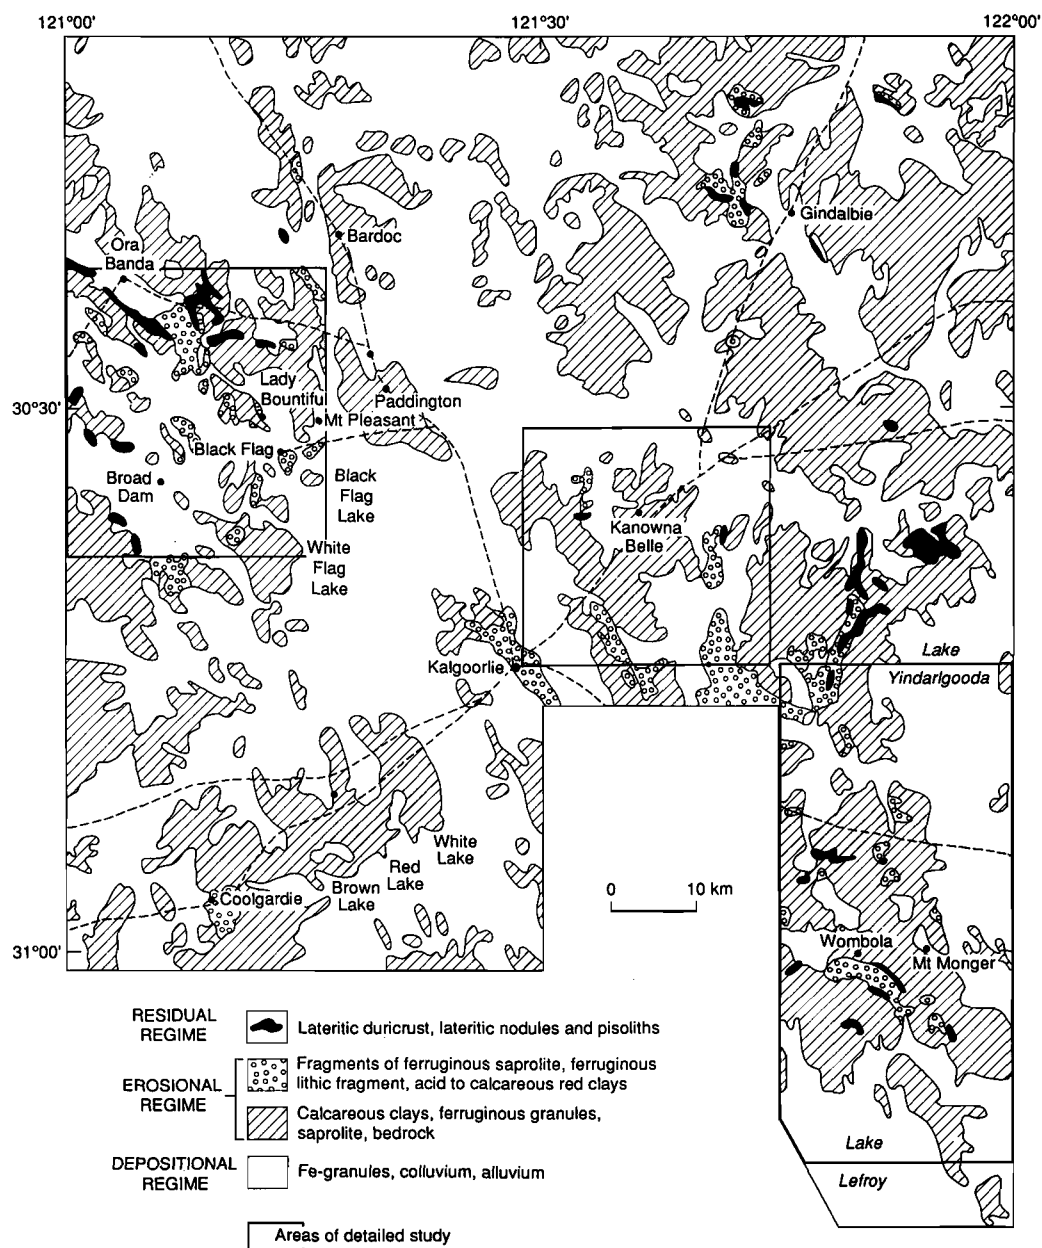 121°00'
121°30'
122°00'
Gindalbie
Bardoc
Ora
Banda
Lady
Bountiful
Paddington
30°30'
Mt Pleasant
Black Flag
Broad
Dam
Black
Flag
Lake
Kanowna
Belle
White
Flag
Lake
Lake
Yindarlgooda
Kalgoorlie
White
Lake
Red
Lake
Brown
Lake
Coolgardie
0 10 km
Wombola
Mt Monger
31°00'
RESIDUAL
REGIME
Lateritic duricrust, lateritic nodules and pisoliths
EROSIONAL
REGIME
Fragments of ferruginous saprolite, ferruginous
lithic fragment, acid to calcareous red clays
Calcareous clays, ferruginous granules,
saprolite, bedrock
Lake
Lefroy
DEPOSITIONAL
REGIME
Fe-granules, colluvium, alluvium
Areas of detailed study